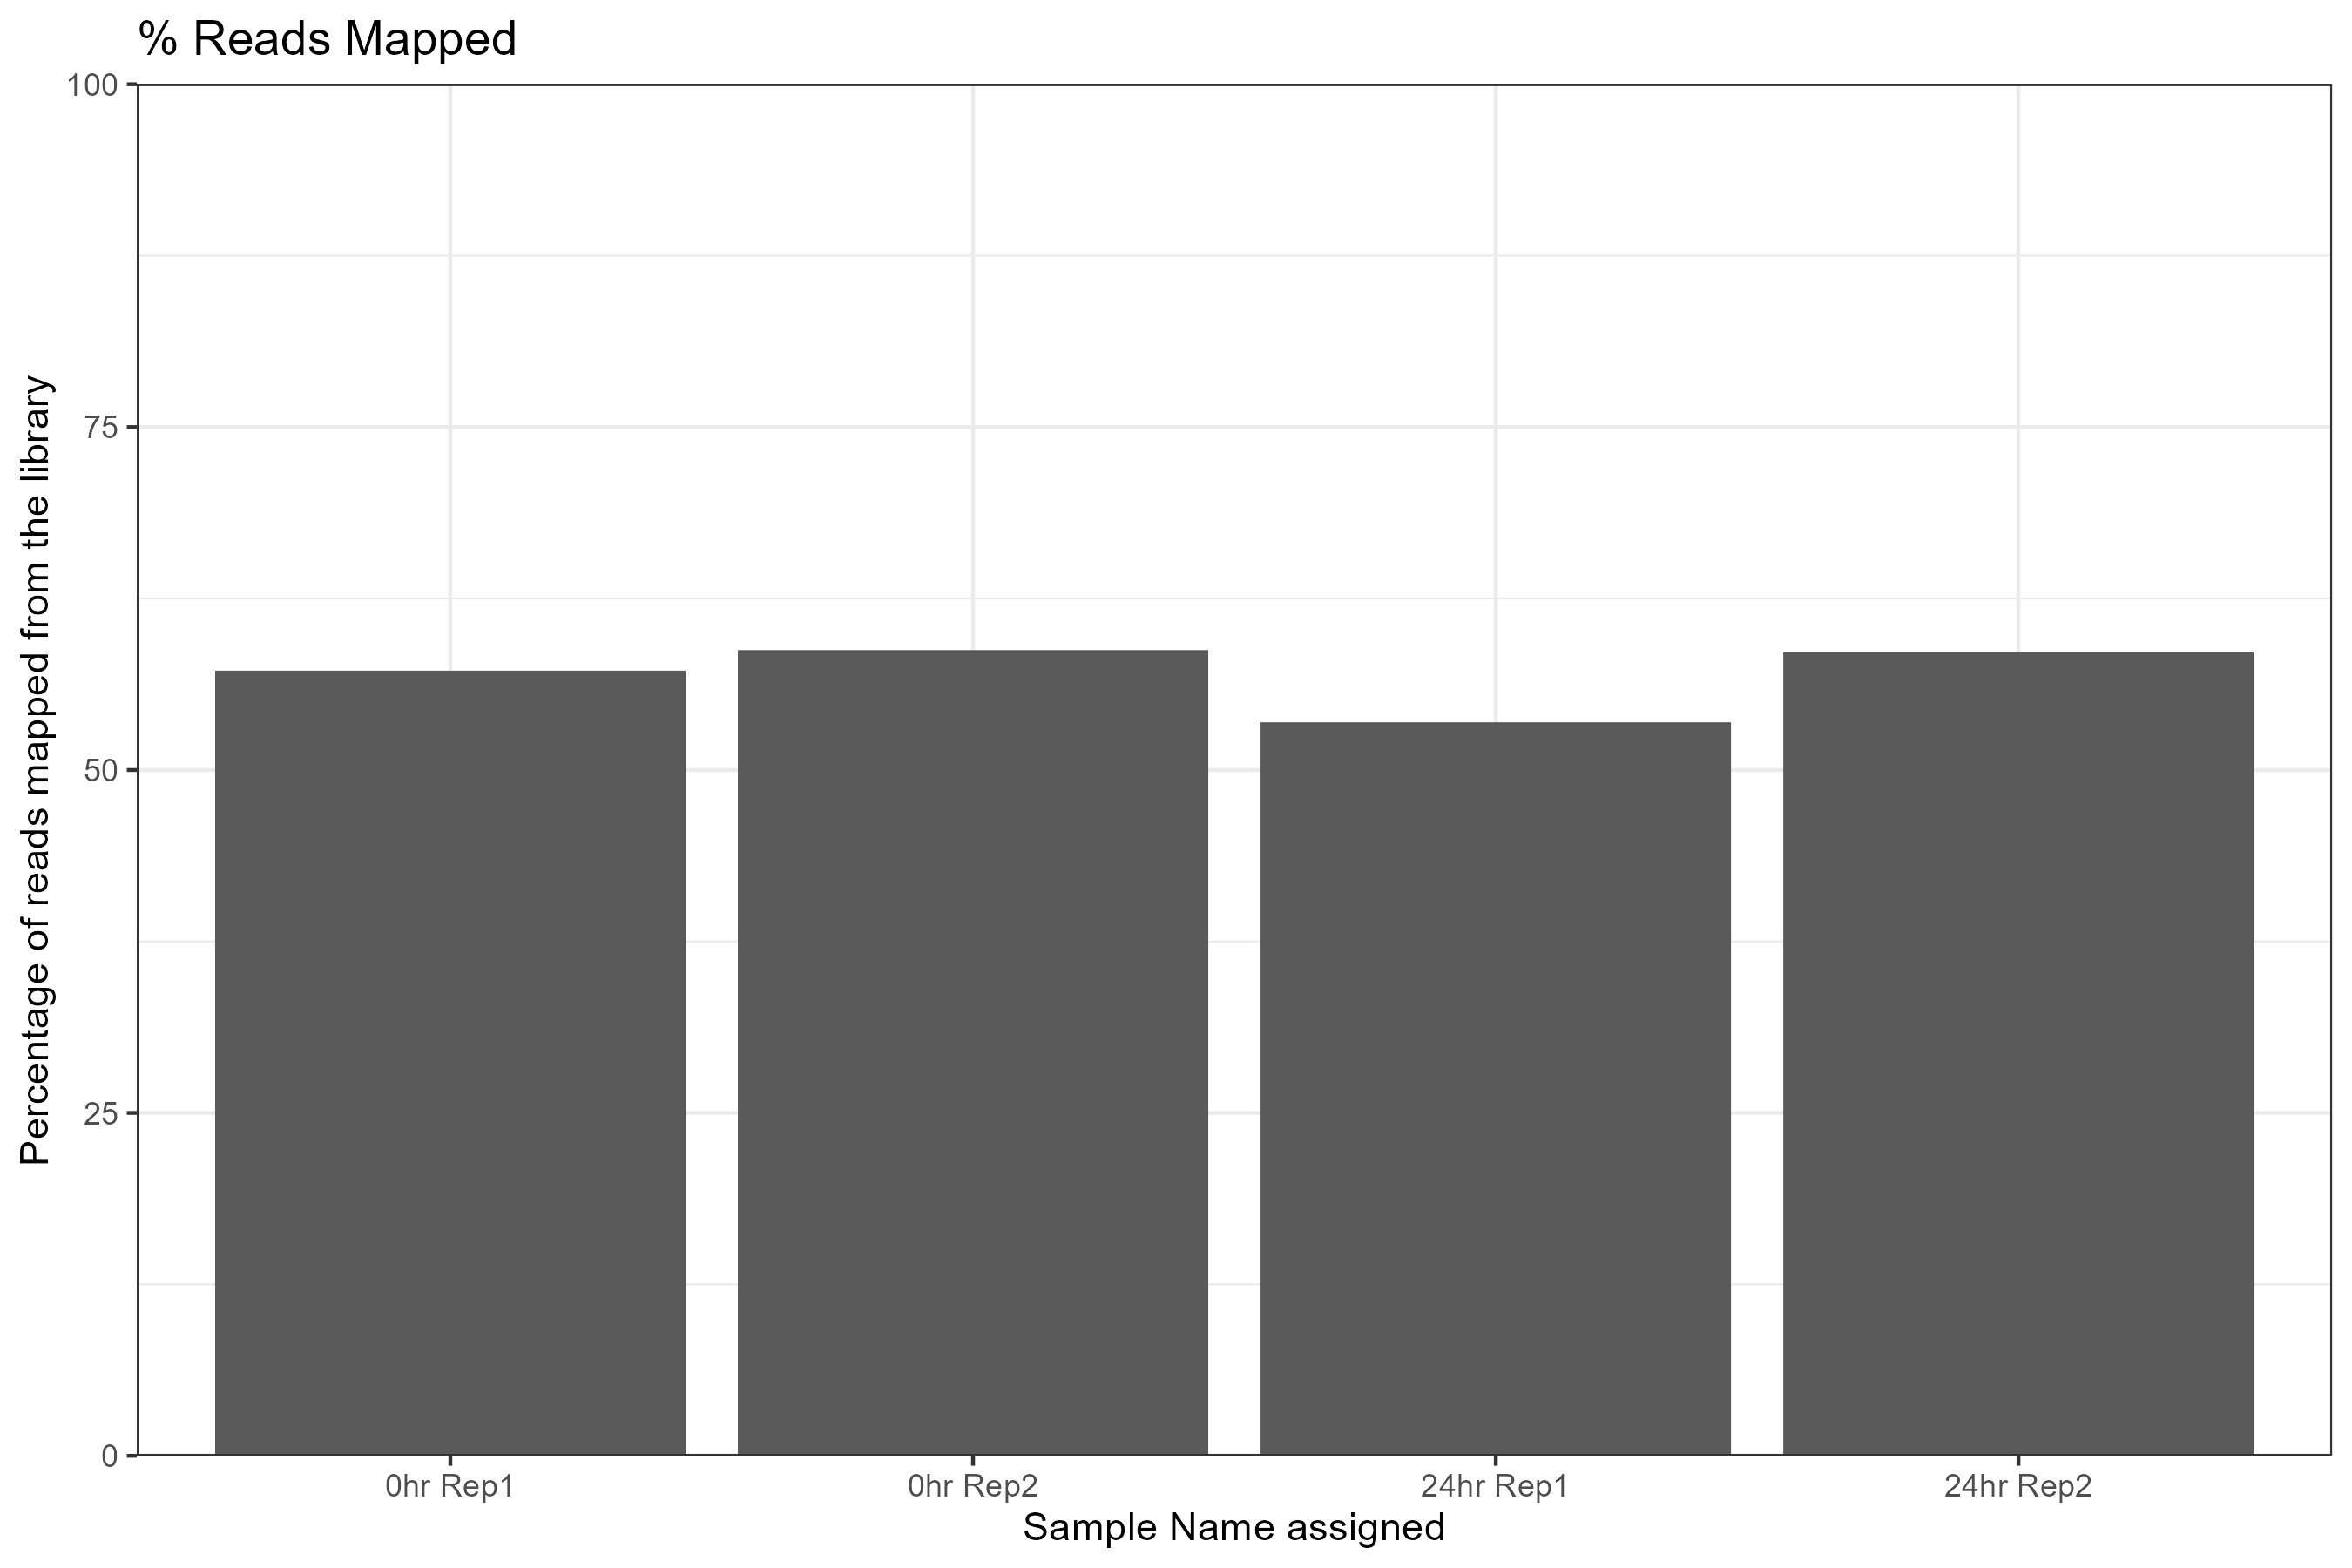 % Reads Mapped
Percentage of reads mapped from the library
100
75
50
25
0
0hr Rep1
0hr Rep2
24hr Rep1
24hr Rep2
Sample Name assigned